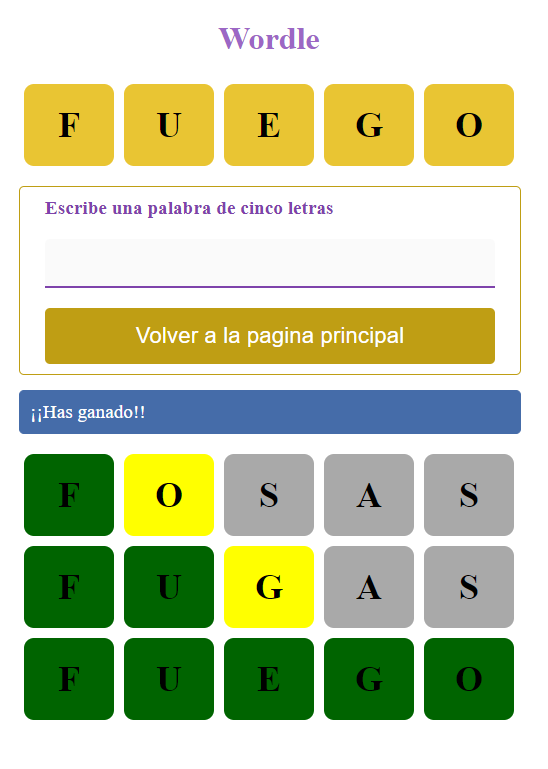 Wordle
F U E G O
Escribe una palabra de cinco letras
Volver a la pagina principal
¡¡Has ganado!!
F O S A S
F U G A S
F U E G O